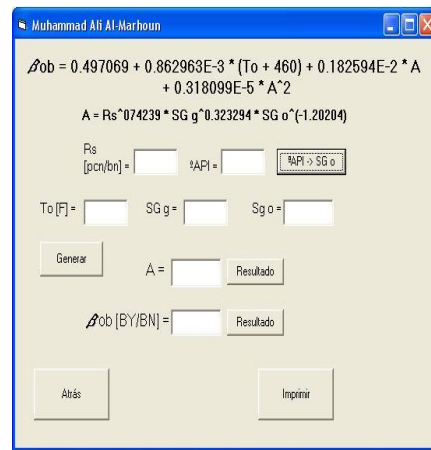 Muhammad Ali Al-Marhoun
βob = 0.497069 + 0.862963E-3 * (To + 460) + 0.182594E-2 * A
+ 0.318099E-5 * A^2
A = Rs^074239 * SG g^0.323294 * SG o^(-1.20204)
Rs
[pcn/bn] = ºAPI = ºAPI -> SG o
To [F] = SG g = Sg o =
Generar
A = Resultado
βob [BY/BN] = Resultado
Atrás Imprimir